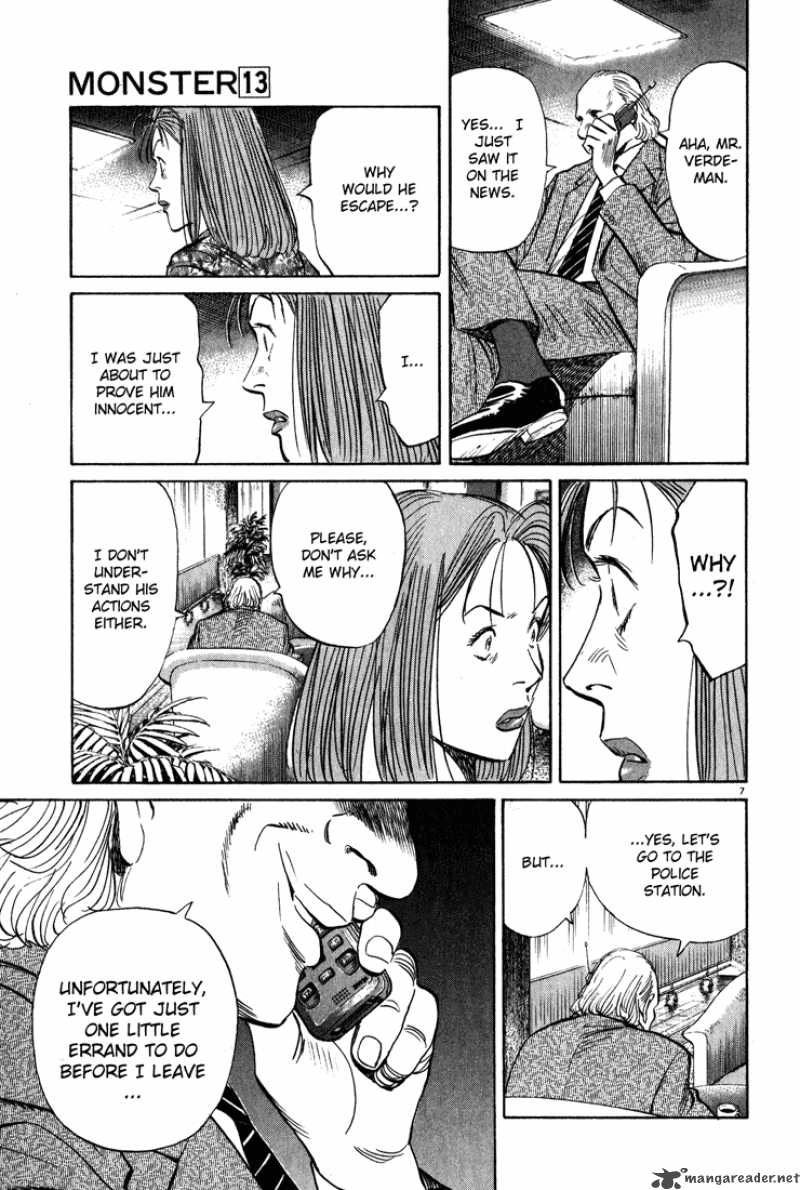 MONSTER 13
AHA, MR.
VERDE-
MAN.
YES... I
JUST
SAW IT
ON THE
NEWS.
WHY
WOULD HE
ESCAPE...?
I...
I WAS JUST
ABOUT TO
PROVE HIM
INNOCENT...
WHY
...?!
PLEASE,
DON'T ASK
ME WHY...
I DON'T
UNDER-
STAND HIS
ACTIONS
EITHER.
7
...YES, LET'S
GO TO THE
POLICE
STATION.
BUT...
UNFORTUNATELY,
I'VE GOT JUST
ONE LITTLE
ERRAND TO DO
BEFORE I LEAVE
...
mangareader.net